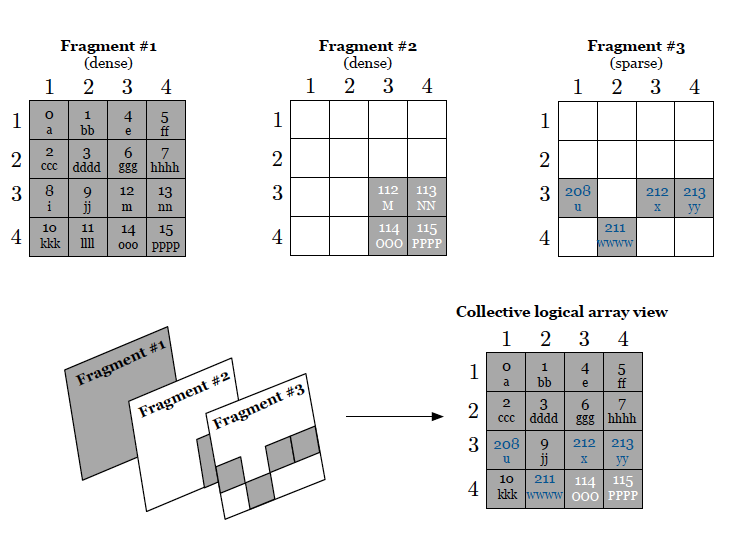 Fragment #1
(dense)
1 2 3 4
1 0 1 4 5
a bb e ff
2 2 3 6 7
ccc dddd ggg hhhh
3 8 9 12 13
i jj m nn
4 10 11 14 15
kkk llll ooo pppp
Fragment #2
(dense)
1 2 3 4
1
2
3 112 113
M NN
4 114 115
OOO PPPP
Fragment #3
(sparse)
1 2 3 4
1
2
3 208 212 213
u x yy
4 211
wwww
Fragment #1
Fragment #2
Fragment #3
Collective logical array view
1 2 3 4
1 0 1 4 5
a bb e ff
2 2 3 6 7
ccc dddd ggg hhhh
3 208 9 212 213
u jj x yy
4 10 211 114 115
kkk wwww OOO PPPP